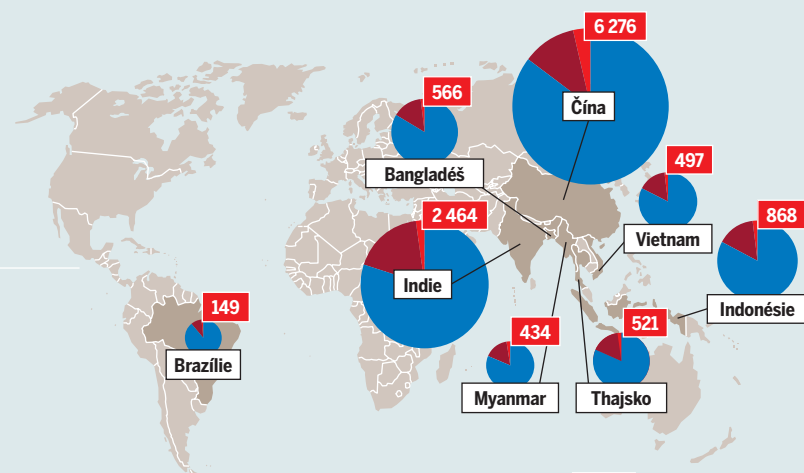 6 276
Čína
566
Bangladéš
497
Vietnam
2 464
Indie
868
Indonésie
149
Brazílie
434
Myanmar
521
Thajsko